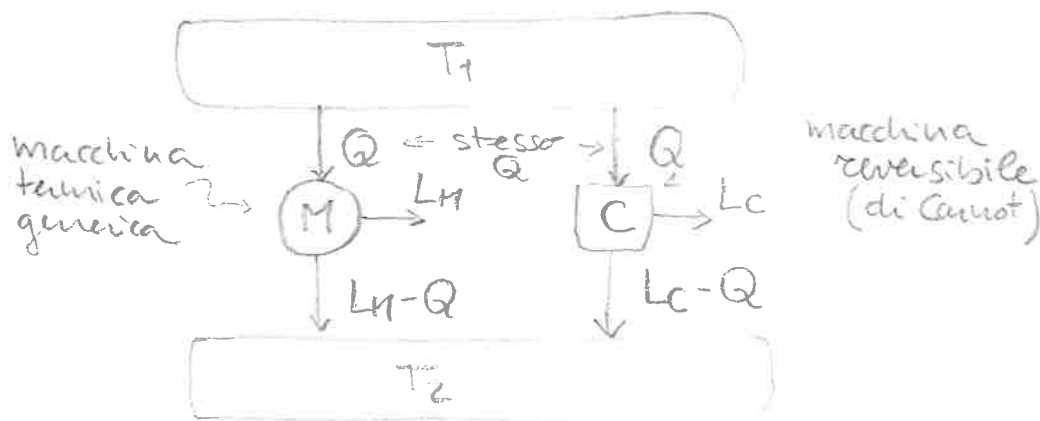 T1
macchina
termica
generica
Q ← stesso → Q
Q
macchina
reversibile
(di Carnot)
M
LM
C
LC
LM-Q
LC-Q
T2